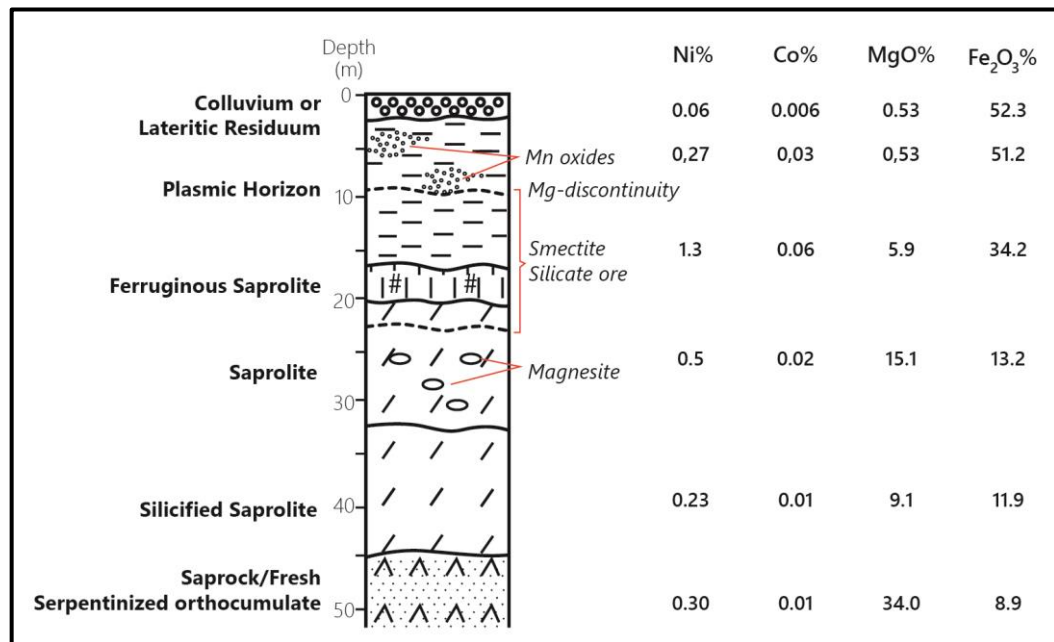 Depth
(m)
Ni% Co% MgO% Fe₂O₃%
0
Colluvium or
Lateritic Residuum
0.06 0.006 0.53 52.3
Mn oxides
0,27 0,03 0,53 51.2
Plasmic Horizon
10
Mg-discontinuity
Smectite
Silicate ore
1.3 0.06 5.9 34.2
# #
Ferruginous Saprolite
20
Saprolite
Magnesite
0.5 0.02 15.1 13.2
30
Silicified Saprolite
40
0.23 0.01 9.1 11.9
Saprock/Fresh
Serpentinized orthocumulate
50
0.30 0.01 34.0 8.9